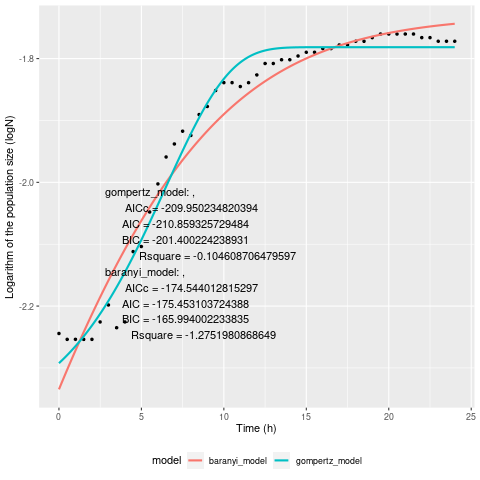 -1.8
-2.0
-2.2
Logarithm of the population size (logN)
gompertz_model: ,
AICc = -209.950234820394
AIC = -210.859325729484
BIC = -201.400224238931
Rsquare = -0.104608706479597
baranyi_model: ,
AICc = -174.544012815297
AIC = -175.453103724388
BIC = -165.994002233835
Rsquare = -1.2751980868649
0 5 10 15 20 25
Time (h)
model baranyi_model gompertz_model